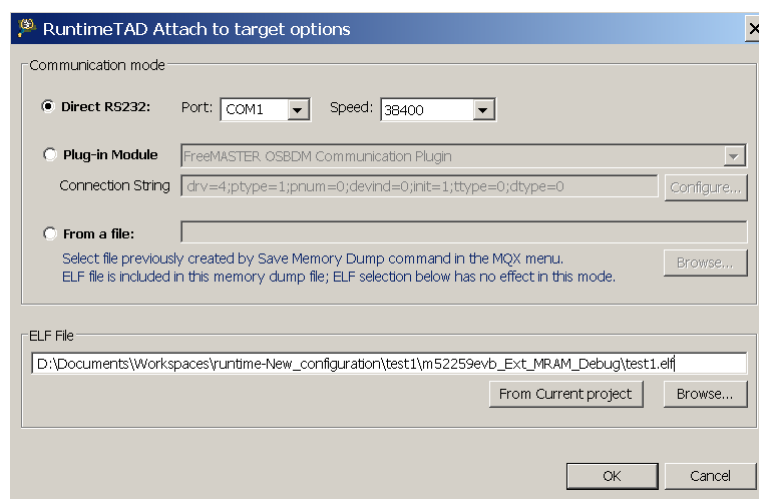 RuntimeTAD Attach to target options
Communication mode
Direct RS232: Port: COM1 Speed: 38400
Plug-in Module FreeMASTER OSBDM Communication Plugin
Connection String drv=4;ptype=1;pnum=0;devind=0;init=1;ttype=0;dtype=0 Configure...
From a file:
Select file previously created by Save Memory Dump command in the MQX menu.
ELF file is included in this memory dump file; ELF selection below has no effect in this mode.
Browse...
ELF File
D:\Documents\Workspaces\runtime-New_configuration\test1\m52259evb_Ext_MRAM_Debug\test1.elf
From Current project Browse...
OK Cancel